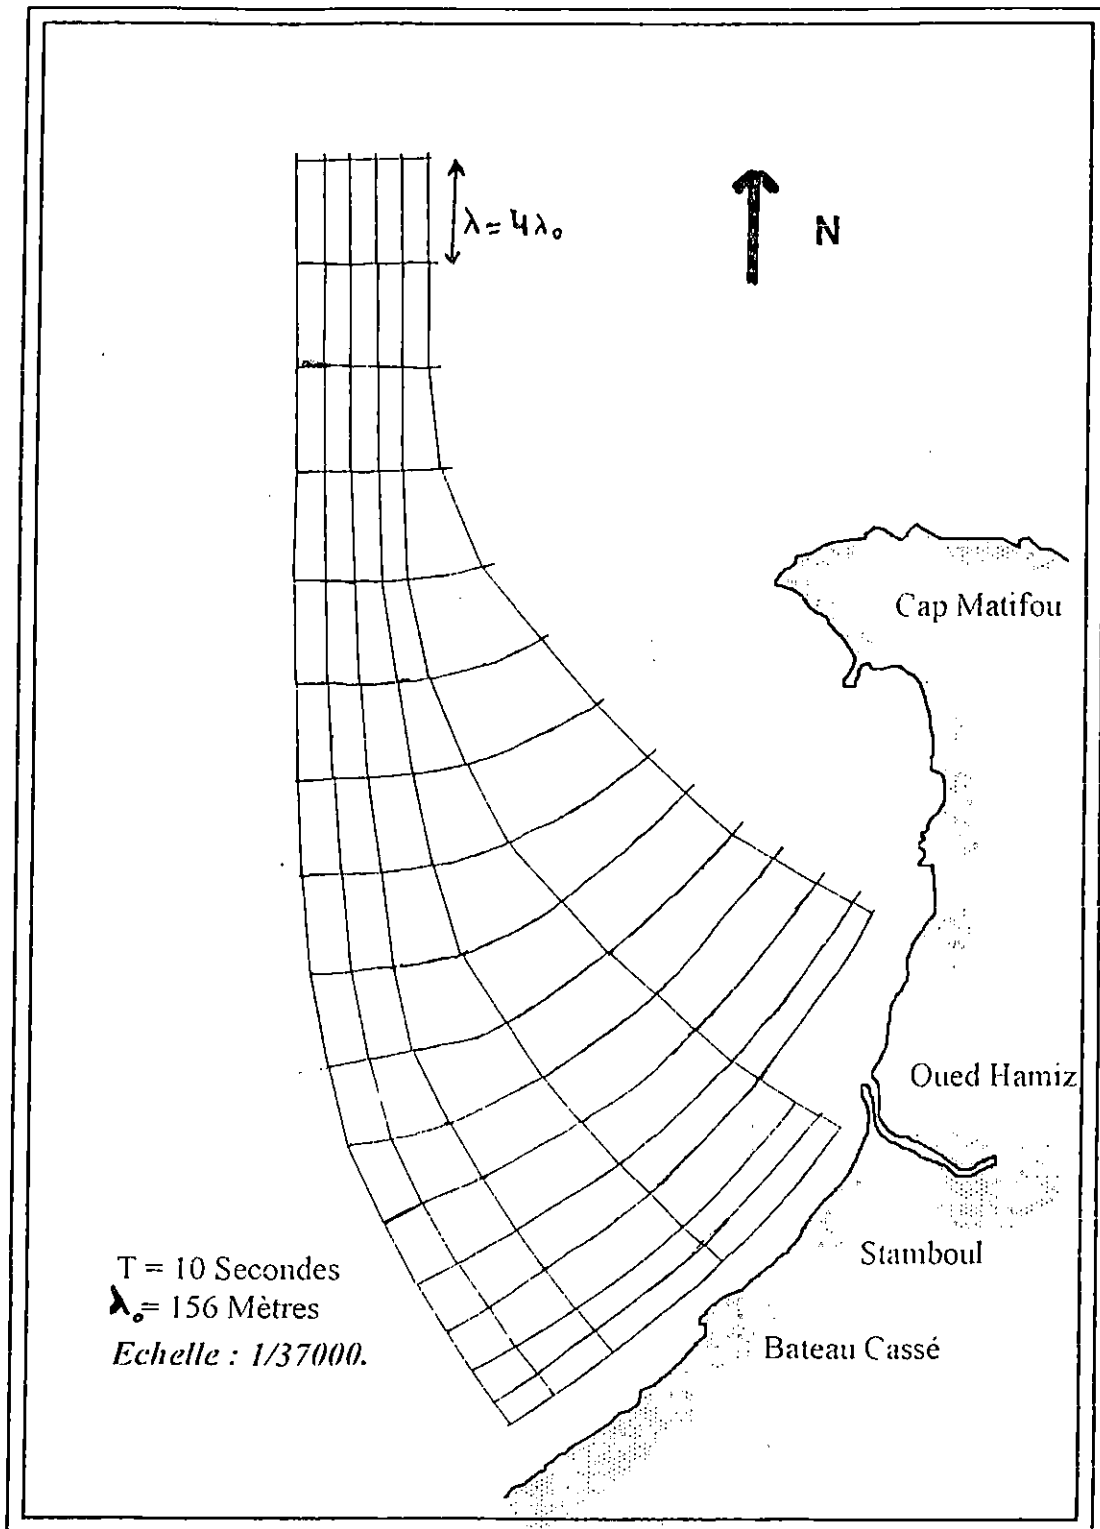 λ = 4λ₀
N
Cap Matifou
Oued Hamiz
Stamboul
T = 10 Secondes
λ₀ = 156 Mètres
Echelle : 1/37000.
Bateau Cassé